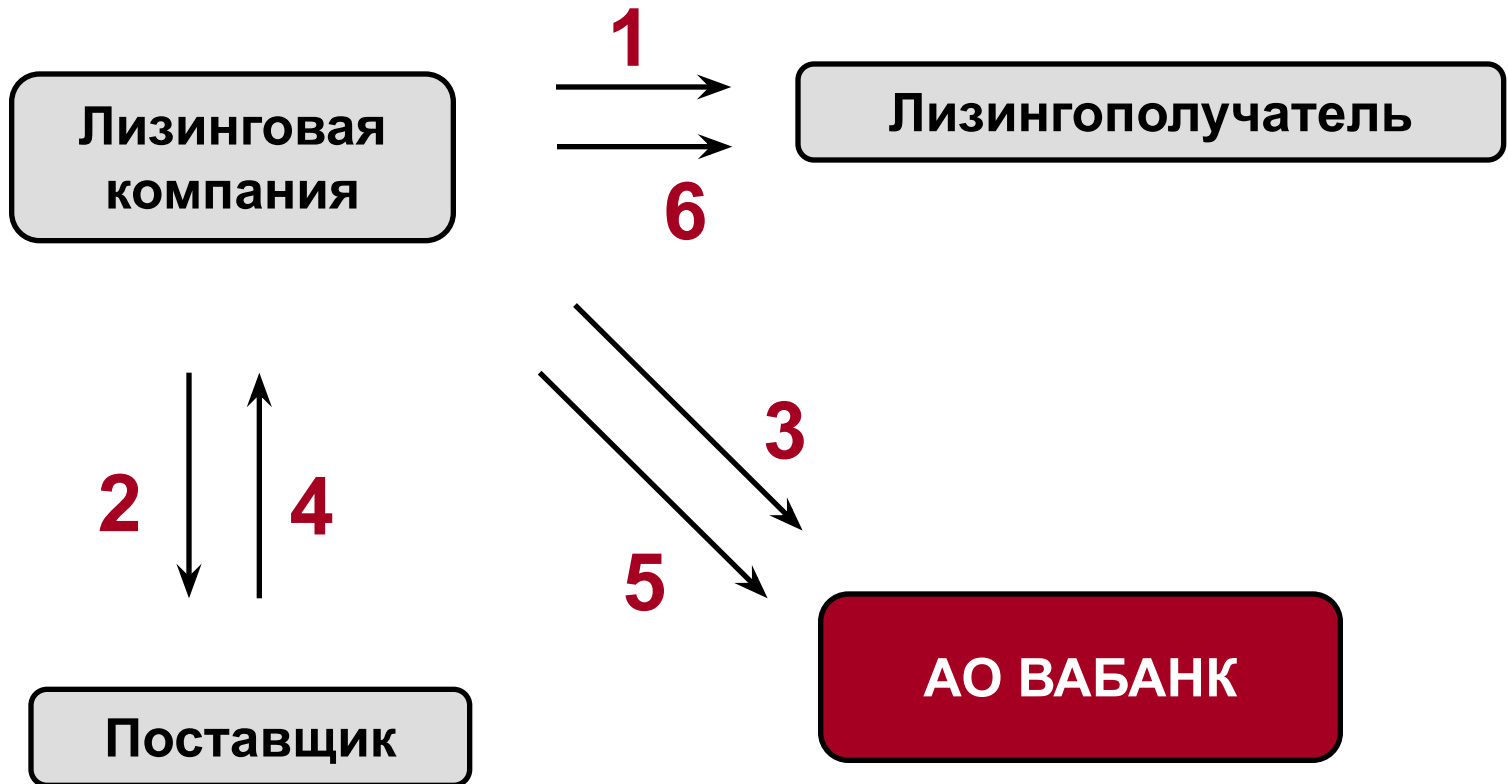 1
Лизинговая
компания
Лизингополучатель
6
3
2
4
5
АО ВАБАНК
Поставщик